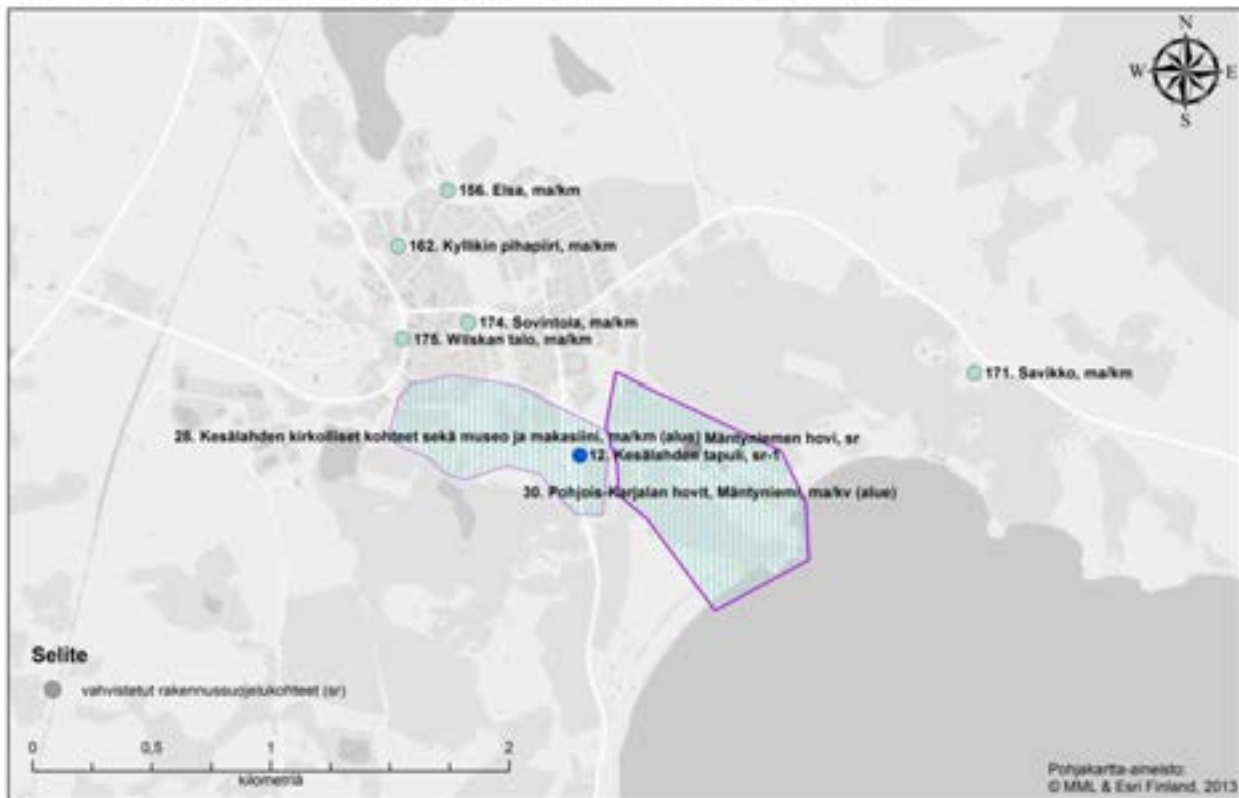 N
W E
S
156. Elsa, ma/km
162. Kyllikin pihapiiri, ma/km
174. Sovintola, ma/km
175. Wilskan talo, ma/km
171. Savikko, ma/km
28. Kesälahden kirkolliset kohteet sekä museo ja makasiini, ma/km (alue) Mäntyniemen hovi, sr
12. Kesälahden tapuli, sr-1
30. Pohjois-Karjalan hovit, Mäntyniemi, ma/kv (alue)
Selite
vahvistetut rakennussuojelukohteet (sr)
0 0,5 1 2
kilometriä
Pohjakartta-aineisto:
© MML & Esri Finland, 2013